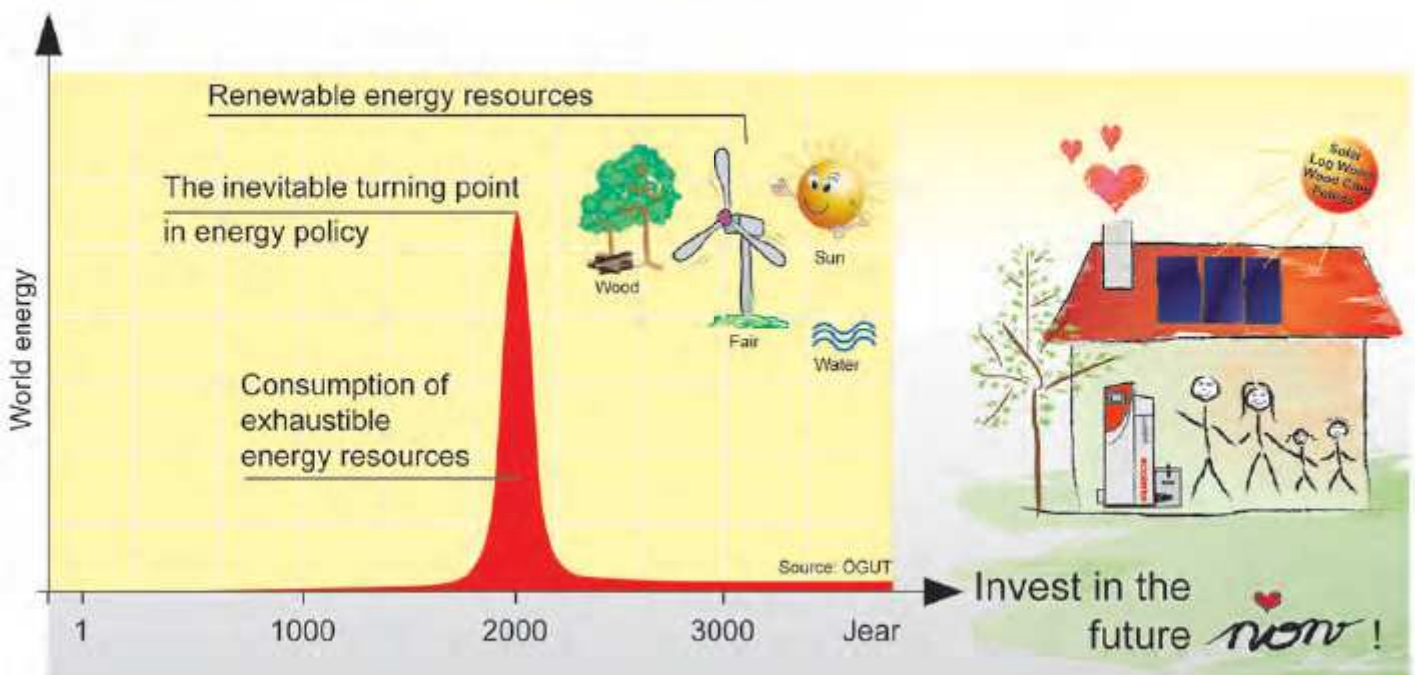 Renewable energy resources
The inevitable turning point
in energy policy
Wood
Fair
Sun
Water
Consumption of
exhaustible
energy resources
World energy
Source: ÖGUT
1 1000 2000 3000 Jear
Solar
Log Wood
Wood
Pellets
Invest in the
future now !